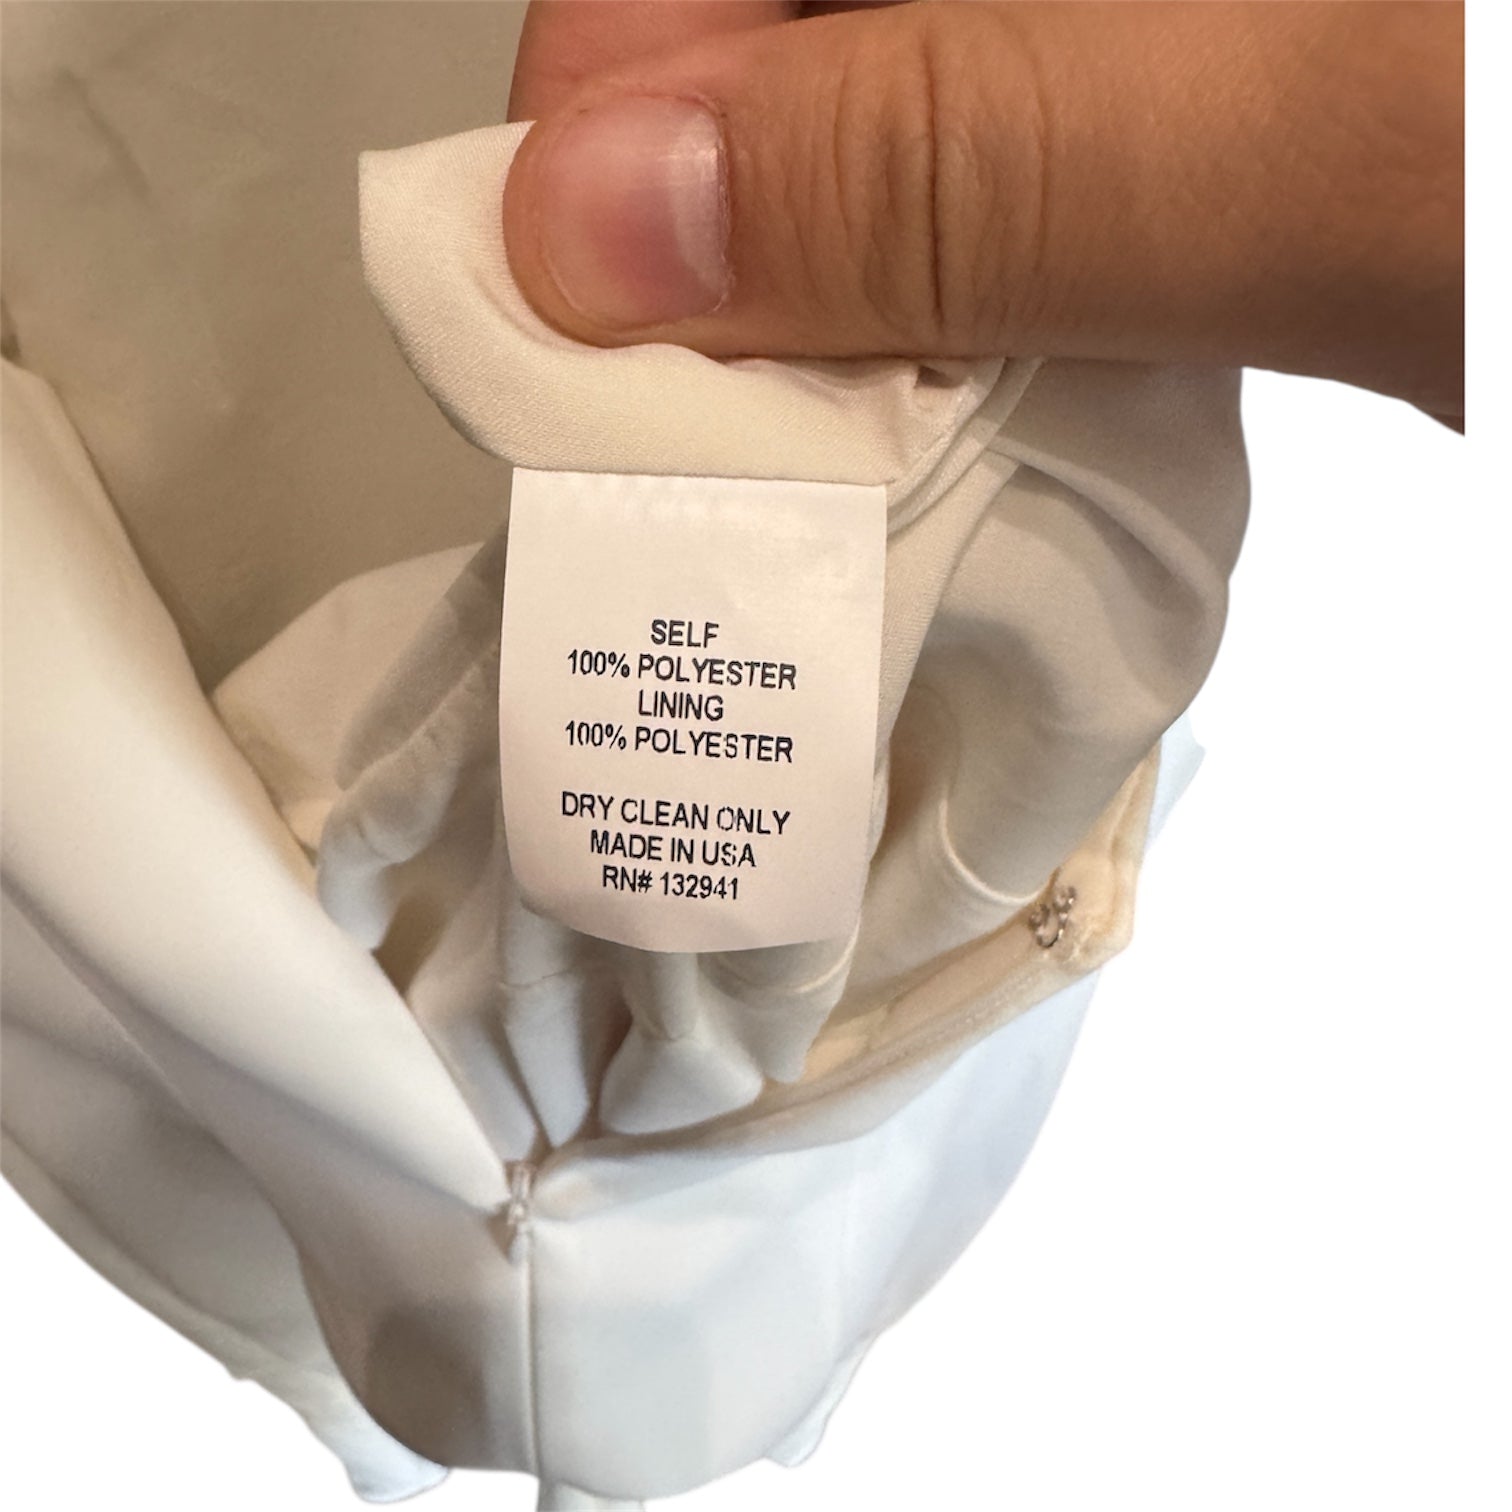 SELF
100% POLYESTER
LINING
100% POLYESTER
DRY CLEAN ONLY
MADE IN USA
RN# 132941